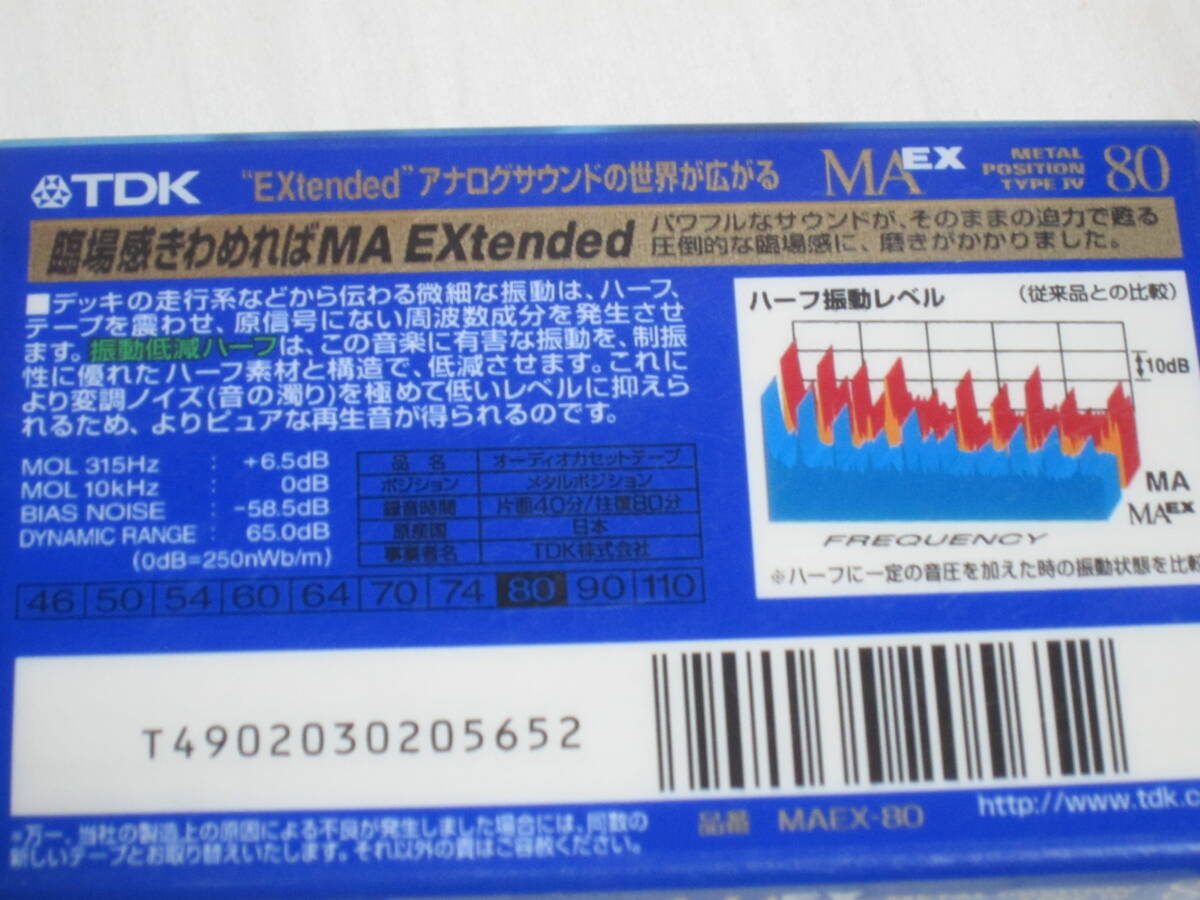 TDK "EXtended" アナログサウンドの世界が広がる MAEX METAL POSITION TYPE IV 80
臨場感きわめればMA EXtended
パワフルなサウンドが、そのままの迫力で甦る
圧倒的な臨場感に、磨きがかかりました。
■デッキの走行系などから伝わる微細な振動は、ハーフ、
テープを震わせ、原信号にない周波数成分を発生させ
ます。振動低減ハーフは、この音楽に有害な振動を、制振
性に優れたハーフ素材と構造で、低減させます。これに
より変調ノイズ(音の濁り)を極めて低いレベルに抑えら
れるため、よりピュアな再生音が得られるのです。
MOL 315Hz : +6.5dB
MOL 10kHz : 0dB
BIAS NOISE : -58.5dB
DYNAMIC RANGE : 65.0dB
(0dB=250nWb/m)
品名 オーディオカセットテープ
ポジション メタルポジション
録音時間 片面40分/往復80分
原産国 日本
事業者名 TDK株式会社
46 50 54 60 64 70 74 80 90 110
ハーフ振動レベル (従来品との比較)
10dB
MA
MAEX
FREQUENCY
※ハーフに一定の音圧を加えた時の振動状態を比較
T4902030205652
http://www.tdk.c
品番 MAEX-80
*万一、当社の製造上の原因による不良が発生しました場合には、同数の
新しいテープとお取り替えいたします。それ以外の責はご容赦ください。